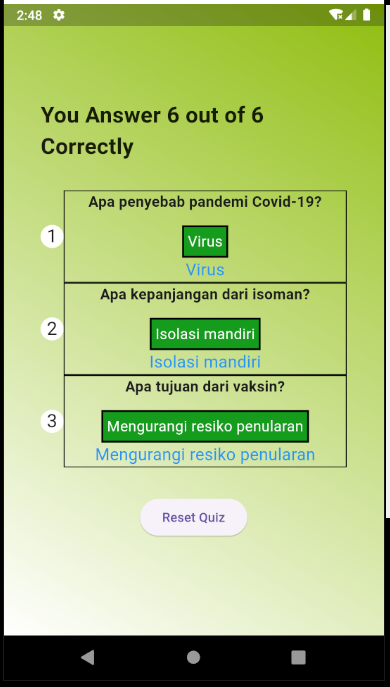 2:48
You Answer 6 out of 6
Correctly
Apa penyebab pandemi Covid-19?
1
Virus
Virus
Apa kepanjangan dari isoman?
2
Isolasi mandiri
Isolasi mandiri
Apa tujuan dari vaksin?
3
Mengurangi resiko penularan
Mengurangi resiko penularan
Reset Quiz